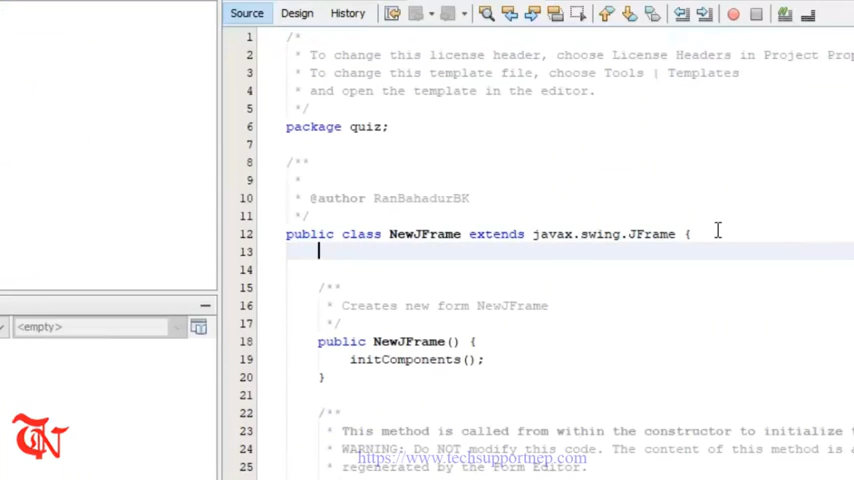 Source Design History
1 /*
2 * To change this license header, choose License Headers in Project Prop
3 * To change this template file, choose Tools | Templates
4 * and open the template in the editor.
5 */
6 package quiz;
7
8 /**
9 *
10 * @author RanBahadurBK
11 */
12 public class NewJFrame extends javax.swing.JFrame {
13
14
15 /**
16 * Creates new form NewJFrame
17 */
18 public NewJFrame() {
19 initComponents();
20 }
21
22 /**
23 * This method is called from within the constructor to initialize t
24 * WARNING: Do NOT modify this code. The content of this method is a
25 * regenerated by the Form Editor.
<empty>
TN
https://www.techsupportnep.com